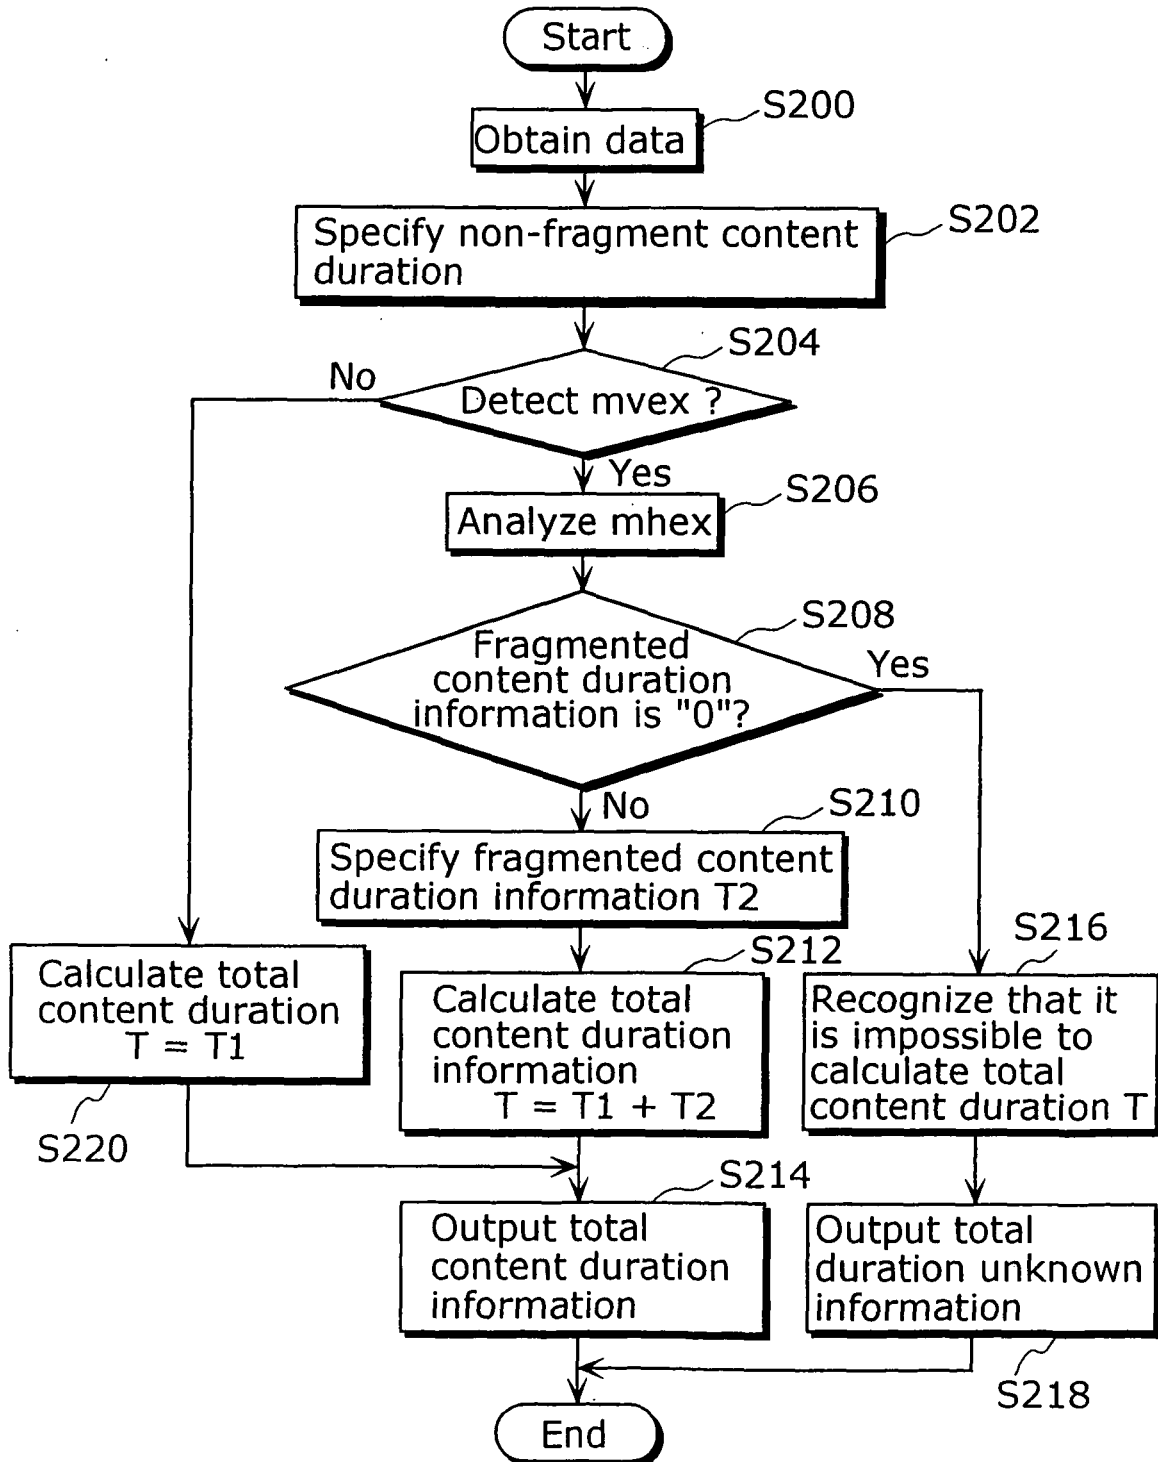 Start
S200
Obtain data
S202
Specify non-fragment content
duration
S204
No
Detect mvex ?
Yes
S206
Analyze mhex
S208
Fragmented
content duration
information is "0"?
Yes
No
S210
Specify fragmented content
duration information T2
S212
S216
Calculate total
content duration
T = T1
S220
Calculate total
content duration
information
T = T1 + T2
Recognize that it
is impossible to
calculate total
content duration T
S214
Output total
content duration
information
Output total
duration unknown
information
S218
End